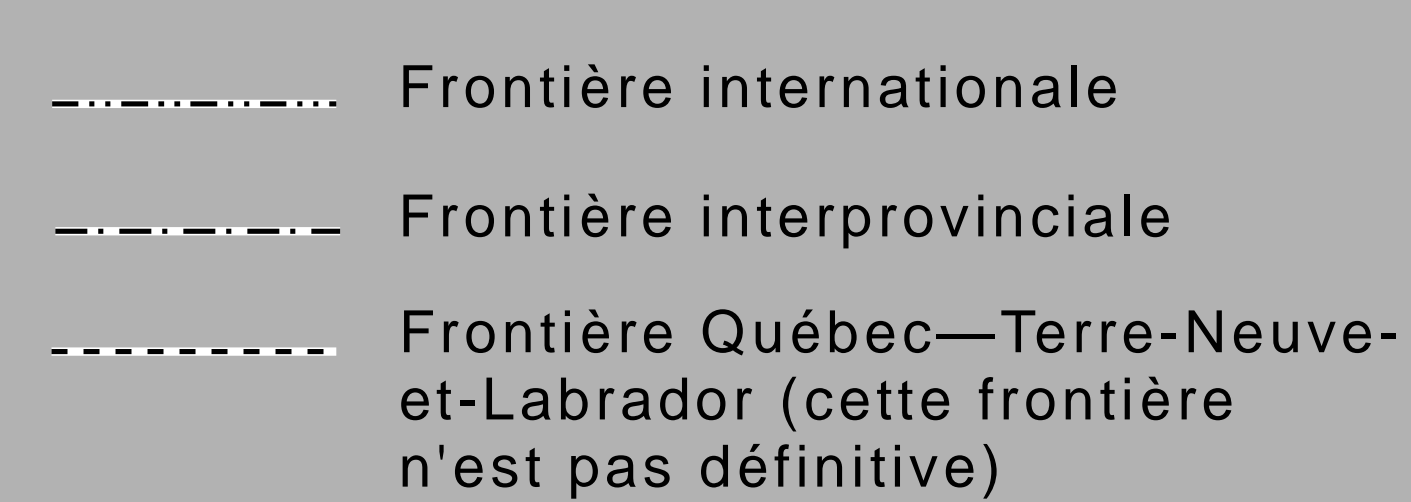 Frontière internationale
Frontière interprovinciale
Frontière Québec—Terre-Neuve-
et-Labrador (cette frontière
n'est pas définitive)